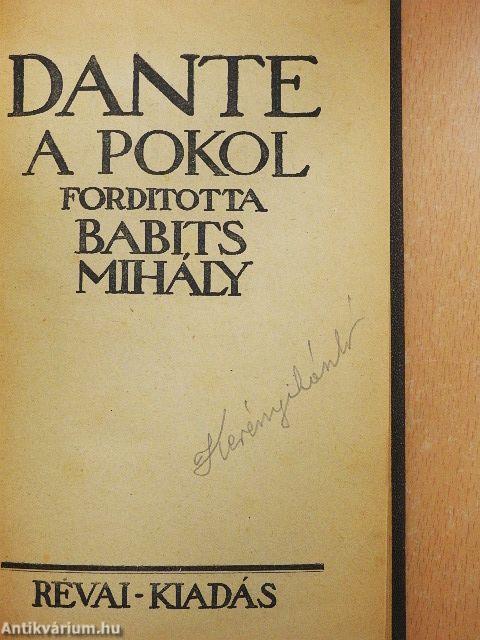 DANTE
A POKOL
FORDITOTTA
BABITS
MIHÁLY
RÉVAI-KIADÁS
Antikvárium.hu